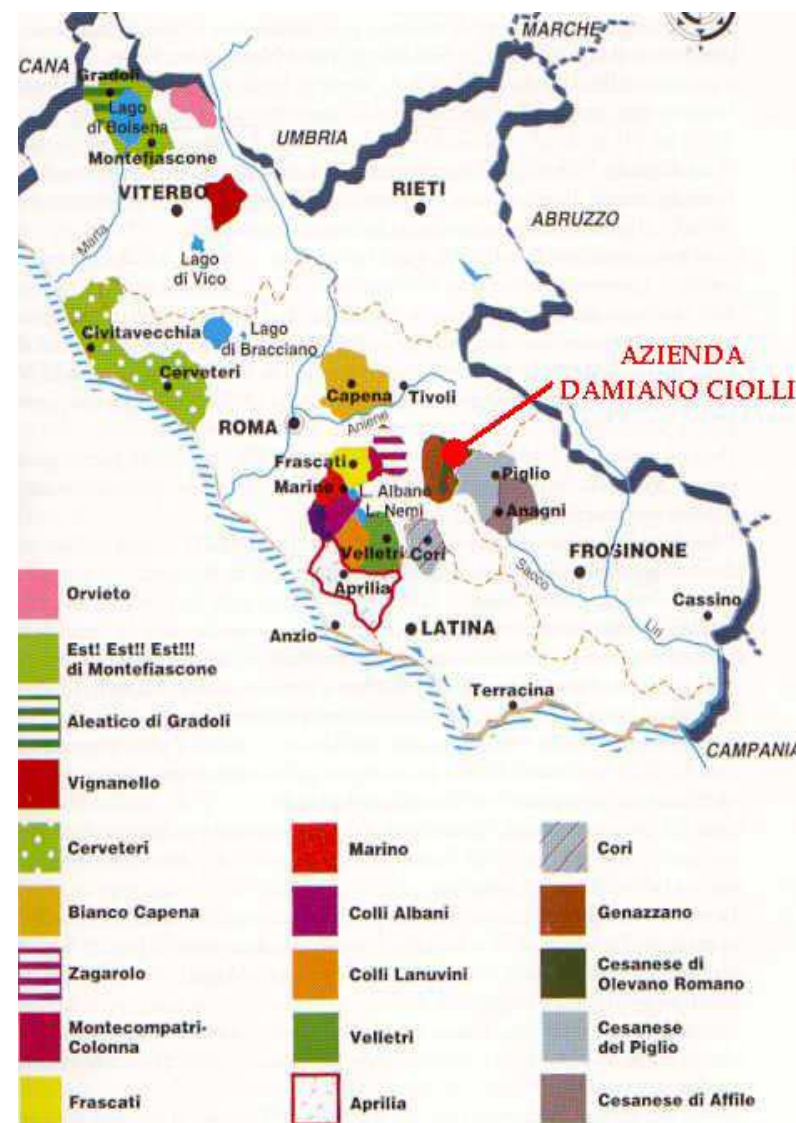 MARCHE
CANA
Gradoli
Lago
di Bolsena
Montefiascone
UMBRIA
VITERBO
RIETI
ABRUZZO
Marta
Lago
di Vico
Civitavecchia
Lago
di Bracciano
Cerveteri
AZIENDA
DAMIANO CIOLLI
Capena
Tivoli
ROMA
Aniene
Frascati
Piglio
Marino
L. Albano
L. Nemi
Anagni
Velletri
Cori
FROSINONE
Aprilia
Sacco
Cassino
Liri
Anzio
LATINA
Terracina
CAMPANIA
Orvieto
Est! Est!! Est!!!
di Montefiascone
Aleatico di Gradoli
Vignanello
Cerveteri
Bianco Capena
Zagarolo
Montecompatri-
Colonna
Frascati
Marino
Colli Albani
Colli Lanuvini
Velletri
Aprilia
Cori
Genazzano
Cesanese di
Olevano Romano
Cesanese
del Piglio
Cesanese di Affile